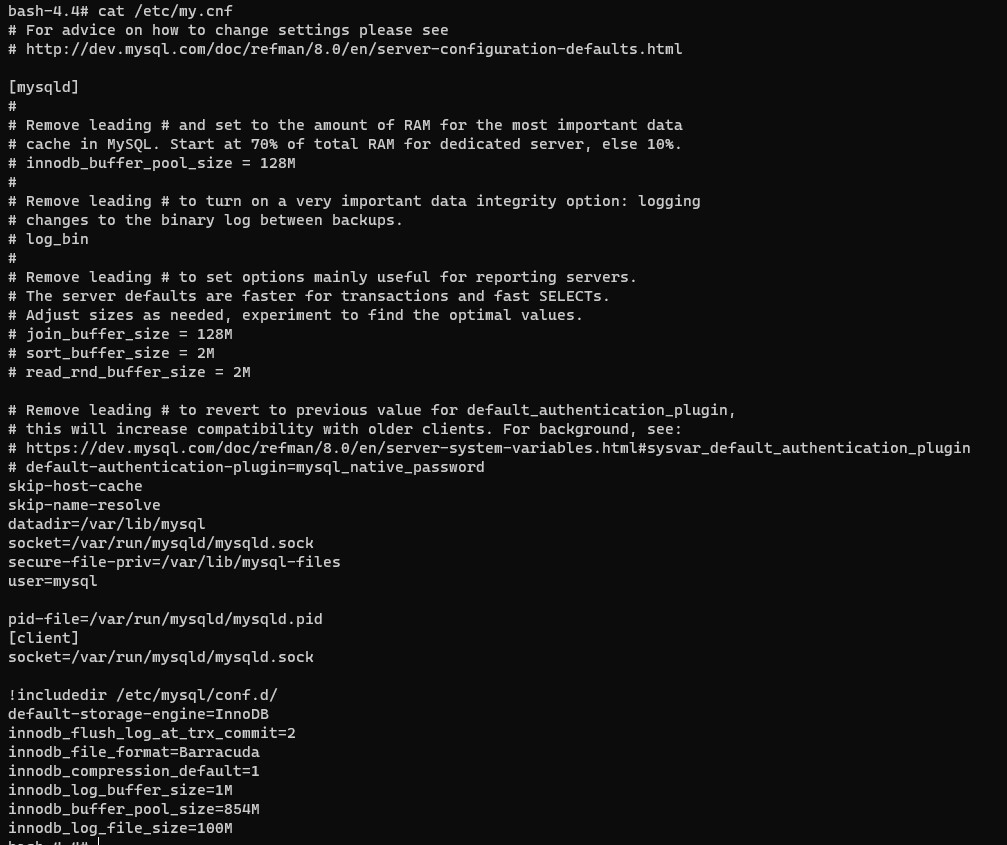 bash-4.4# cat /etc/my.cnf
# For advice on how to change settings please see
# http://dev.mysql.com/doc/refman/8.0/en/server-configuration-defaults.html
[mysqld]
#
# Remove leading # and set to the amount of RAM for the most important data
# cache in MySQL. Start at 70% of total RAM for dedicated server, else 10%.
# innodb_buffer_pool_size = 128M
#
# Remove leading # to turn on a very important data integrity option: logging
# changes to the binary log between backups.
# log_bin
#
# Remove leading # to set options mainly useful for reporting servers.
# The server defaults are faster for transactions and fast SELECTs.
# Adjust sizes as needed, experiment to find the optimal values.
# join_buffer_size = 128M
# sort_buffer_size = 2M
# read_rnd_buffer_size = 2M
# Remove leading # to revert to previous value for default_authentication_plugin,
# this will increase compatibility with older clients. For background, see:
# https://dev.mysql.com/doc/refman/8.0/en/server-system-variables.html#sysvar_default_authentication_plugin
# default-authentication-plugin=mysql_native_password
skip-host-cache
skip-name-resolve
datadir=/var/lib/mysql
socket=/var/run/mysqld/mysqld.sock
secure-file-priv=/var/lib/mysql-files
user=mysql
pid-file=/var/run/mysqld/mysqld.pid
[client]
socket=/var/run/mysqld/mysqld.sock
!includedir /etc/mysql/conf.d/
default-storage-engine=InnoDB
innodb_flush_log_at_trx_commit=2
innodb_file_format=Barracuda
innodb_compression_default=1
innodb_log_buffer_size=1M
innodb_buffer_pool_size=854M
innodb_log_file_size=100M